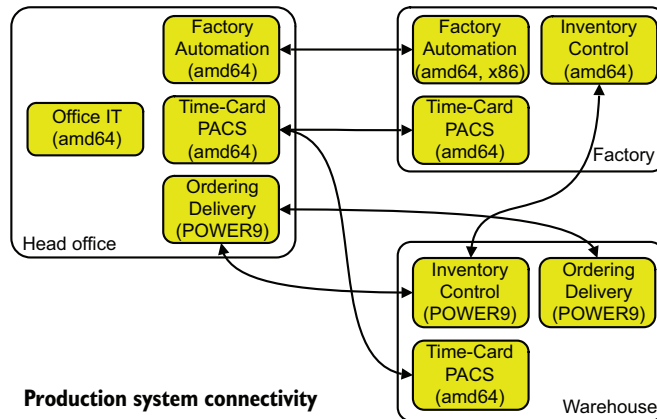 Factory
Automation
(amd64)
Office IT
(amd64)
Time-Card
PACS
(amd64)
Ordering
Delivery
(POWER9)
Head office
Factory
Automation
(amd64, x86)
Inventory
Control
(amd64)
Time-Card
PACS
(amd64)
Factory
Inventory
Control
(POWER9)
Ordering
Delivery
(POWER9)
Time-Card
PACS
(amd64)
Warehouse
Production system connectivity